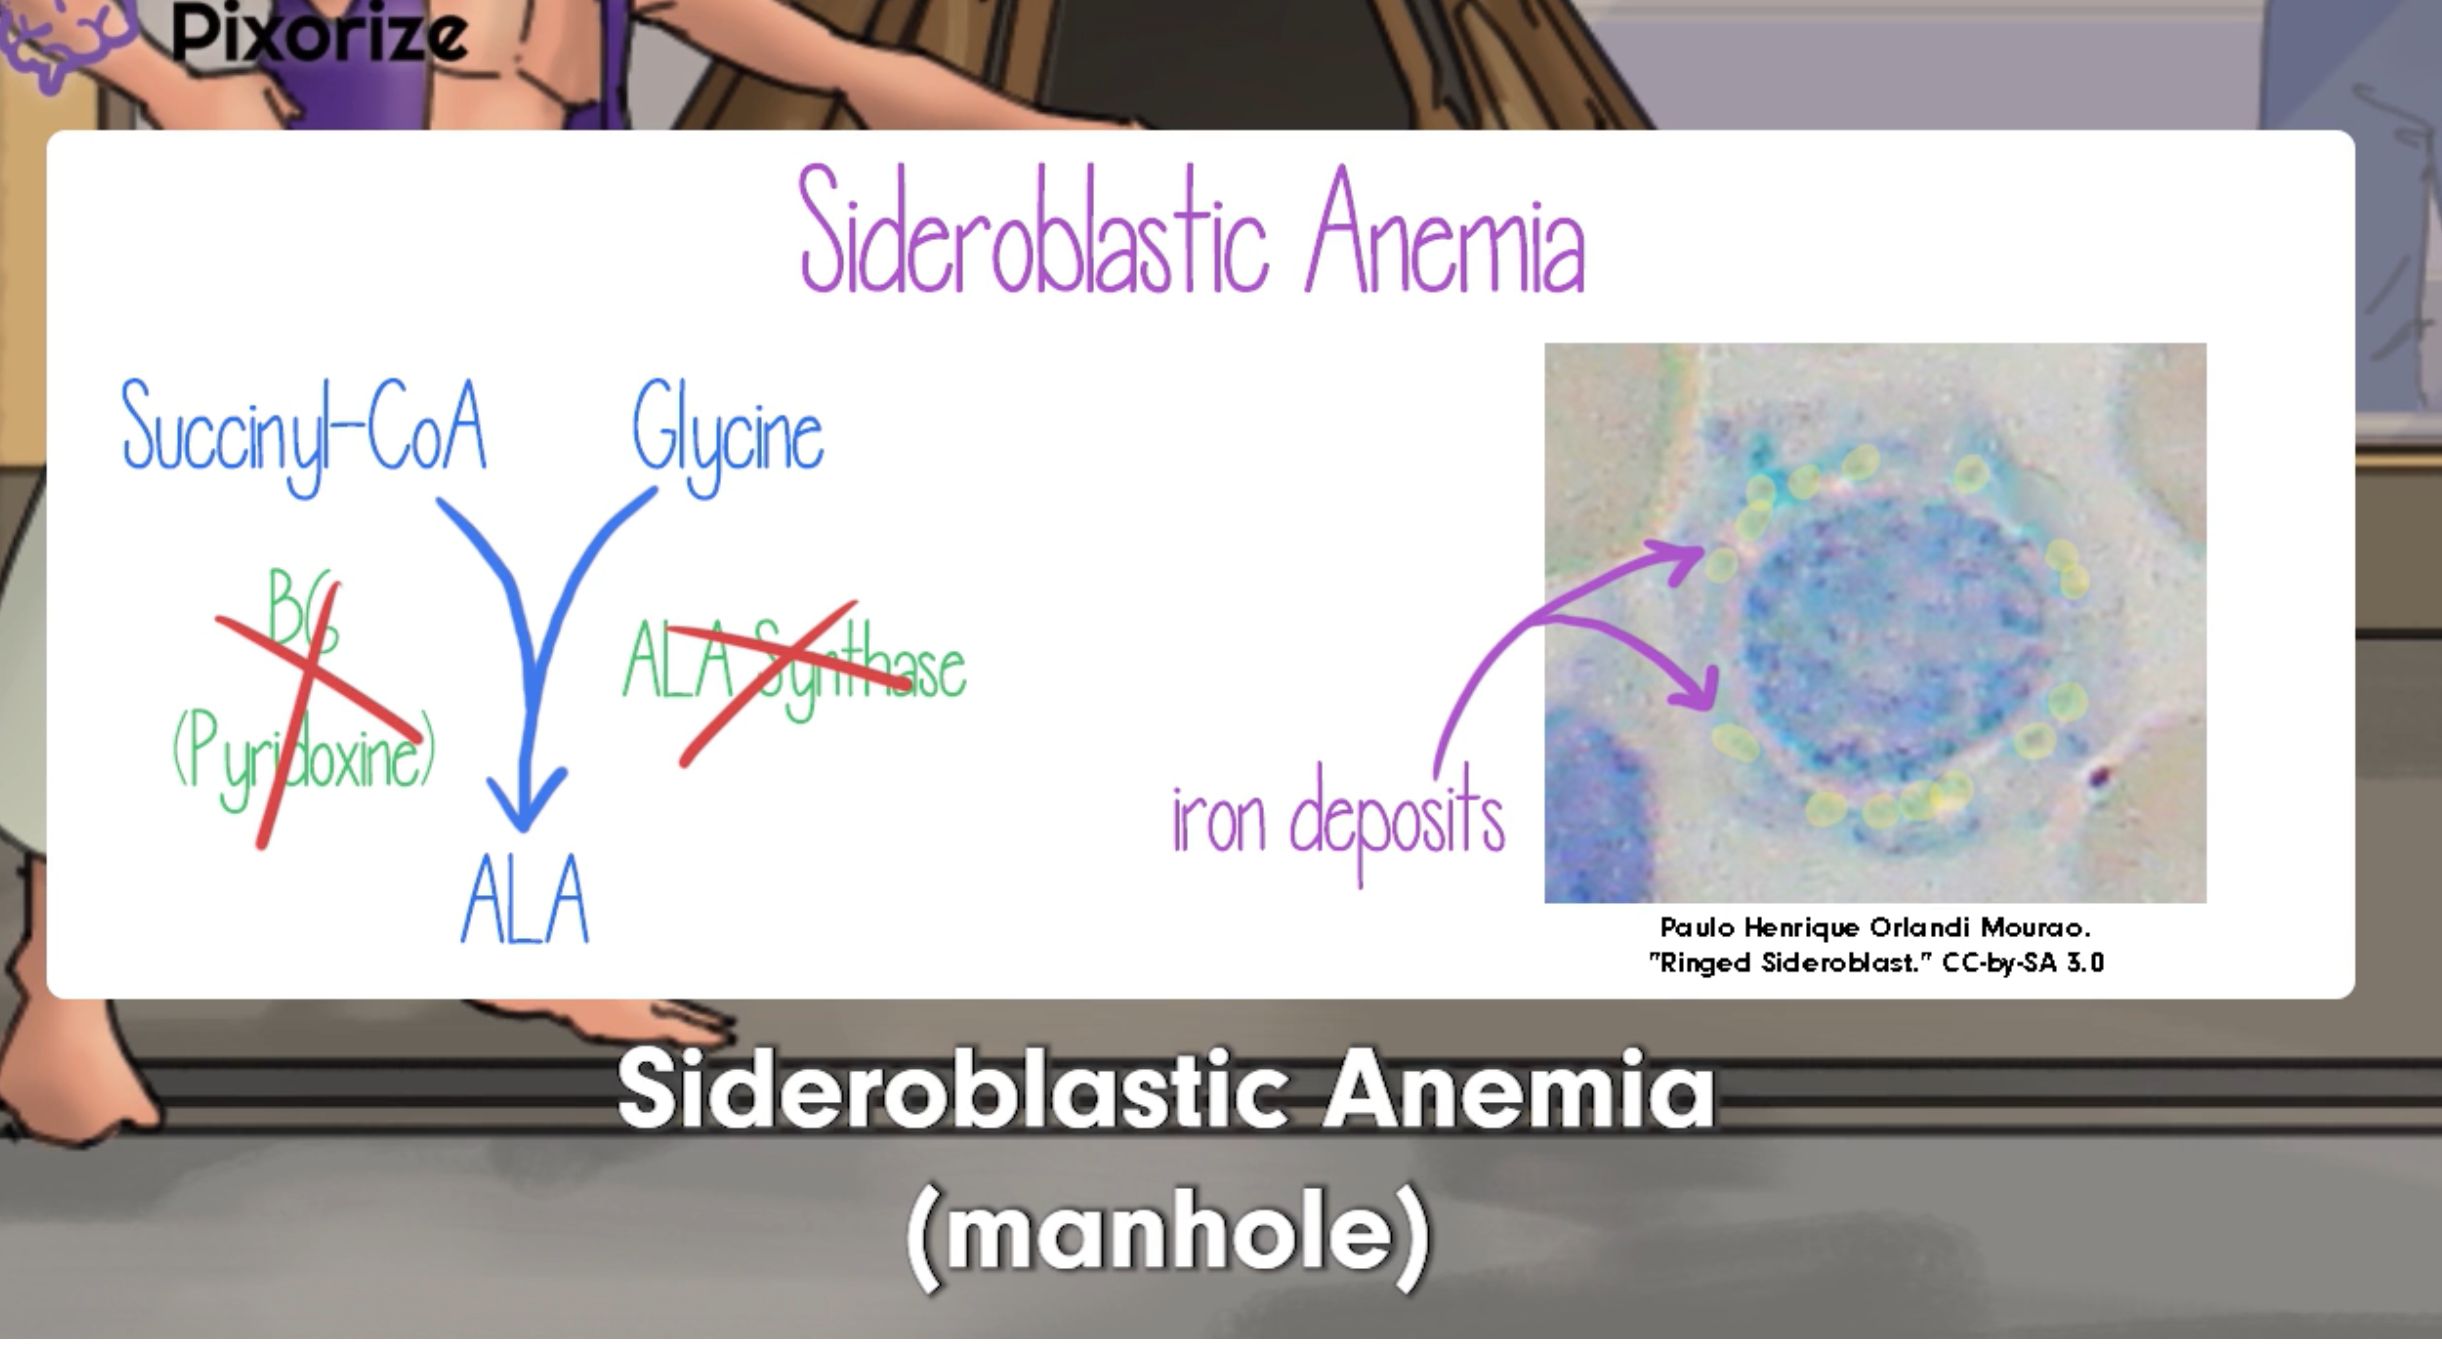 Pixorize
Sideroblastic Anemia
Succinyl-CoA
Glycine
B6
(Pyridoxine)
ALA Synthase
ALA
iron deposits
Paulo Henrique Orlandi Mourao.
"Ringed Sideroblast." CC-by-SA 3.0
Sideroblastic Anemia
(manhole)